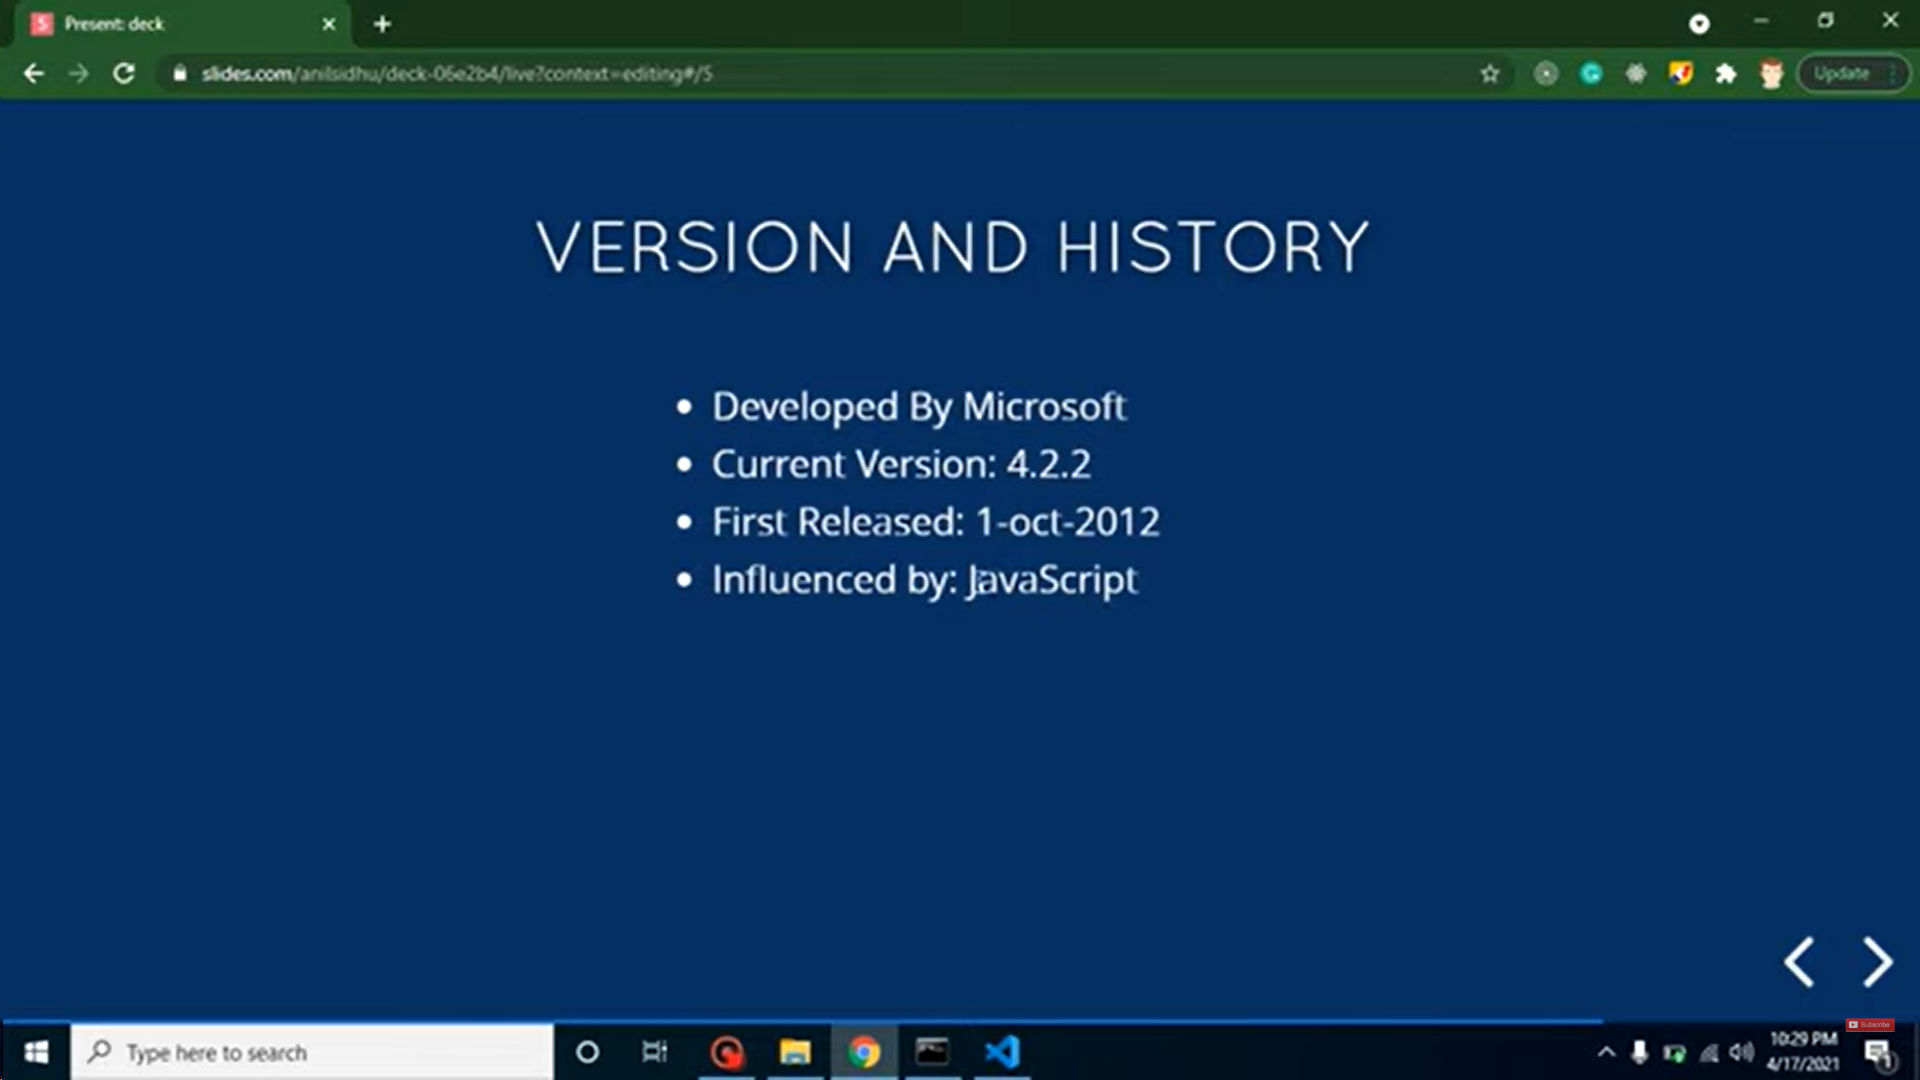 Present: deck
slides.com/anilsidhu/deck-06e2b4/live?context=editing#/5
Update
VERSION AND HISTORY
Developed By Microsoft
Current Version: 4.2.2
First Released: 1-oct-2012
Influenced by: JavaScript
Subscribe
Type here to search
10:29 PM
4/17/2021
1